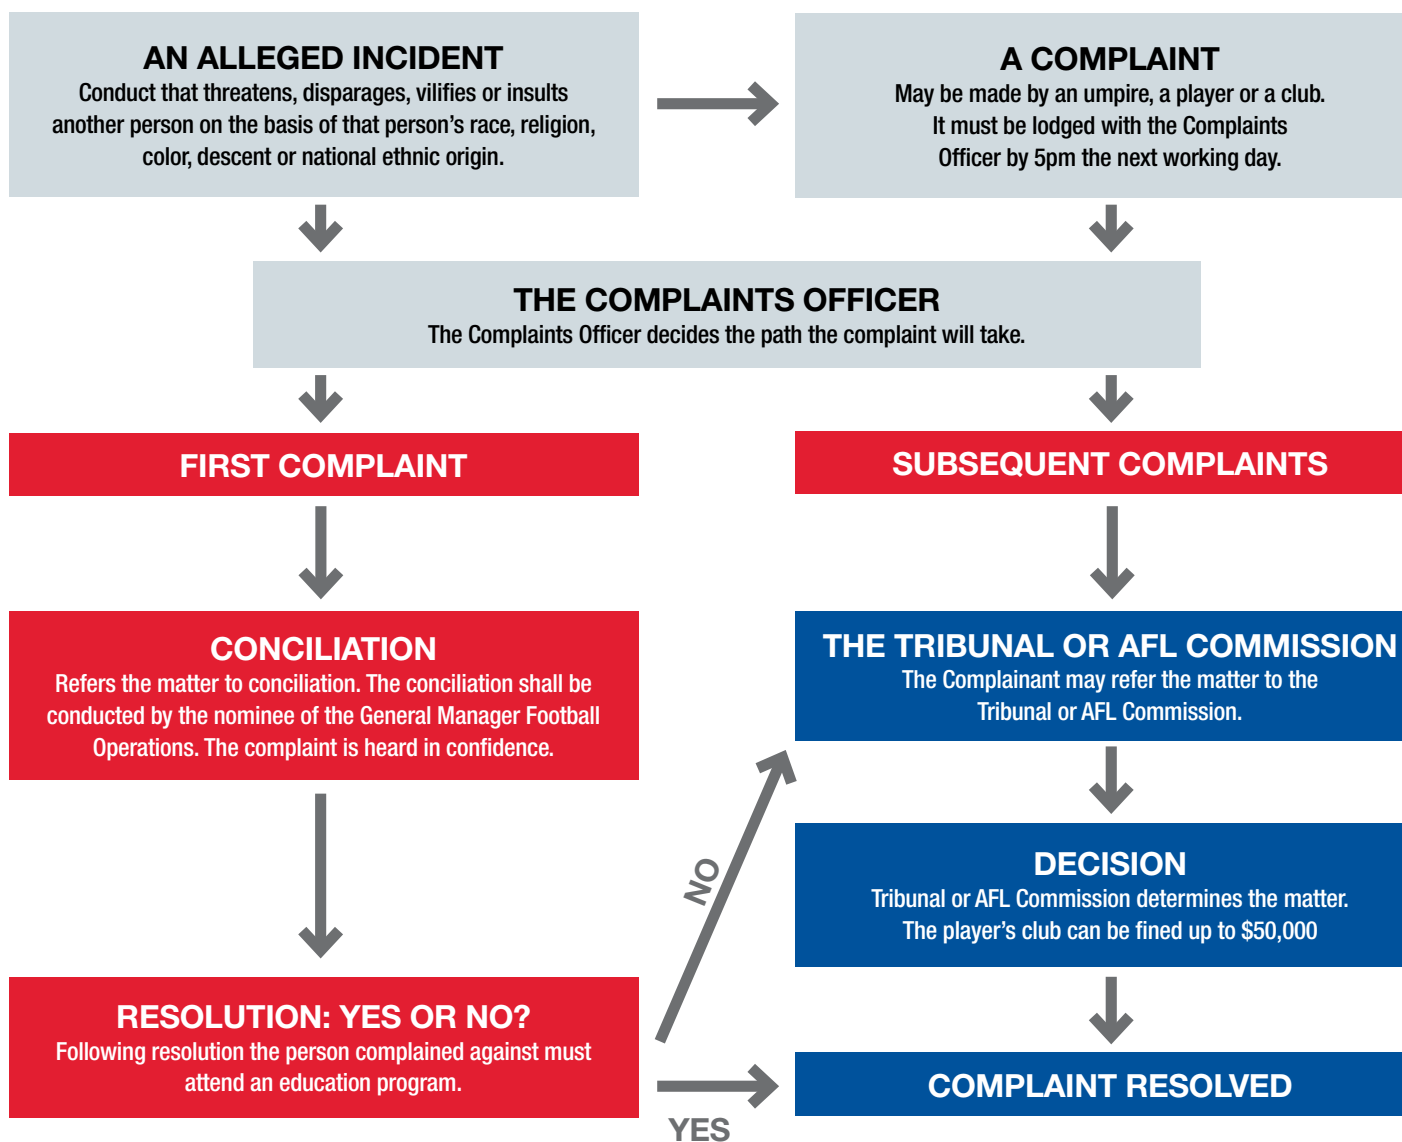 AN ALLEGED INCIDENT
Conduct that threatens, disparages, vilifies or insults
another person on the basis of that person’s race, religion,
color, descent or national ethnic origin.
A COMPLAINT
May be made by an umpire, a player or a club.
It must be lodged with the Complaints
Officer by 5pm the next working day.
THE COMPLAINTS OFFICER
The Complaints Officer decides the path the complaint will take.
FIRST COMPLAINT
SUBSEQUENT COMPLAINTS
CONCILIATION
Refers the matter to conciliation. The conciliation shall be
conducted by the nominee of the General Manager Football
Operations. The complaint is heard in confidence.
THE TRIBUNAL OR AFL COMMISSION
The Complainant may refer the matter to the
Tribunal or AFL Commission.
NO
DECISION
Tribunal or AFL Commission determines the matter.
The player’s club can be fined up to $50,000
RESOLUTION: YES OR NO?
Following resolution the person complained against must
attend an education program.
YES
COMPLAINT RESOLVED